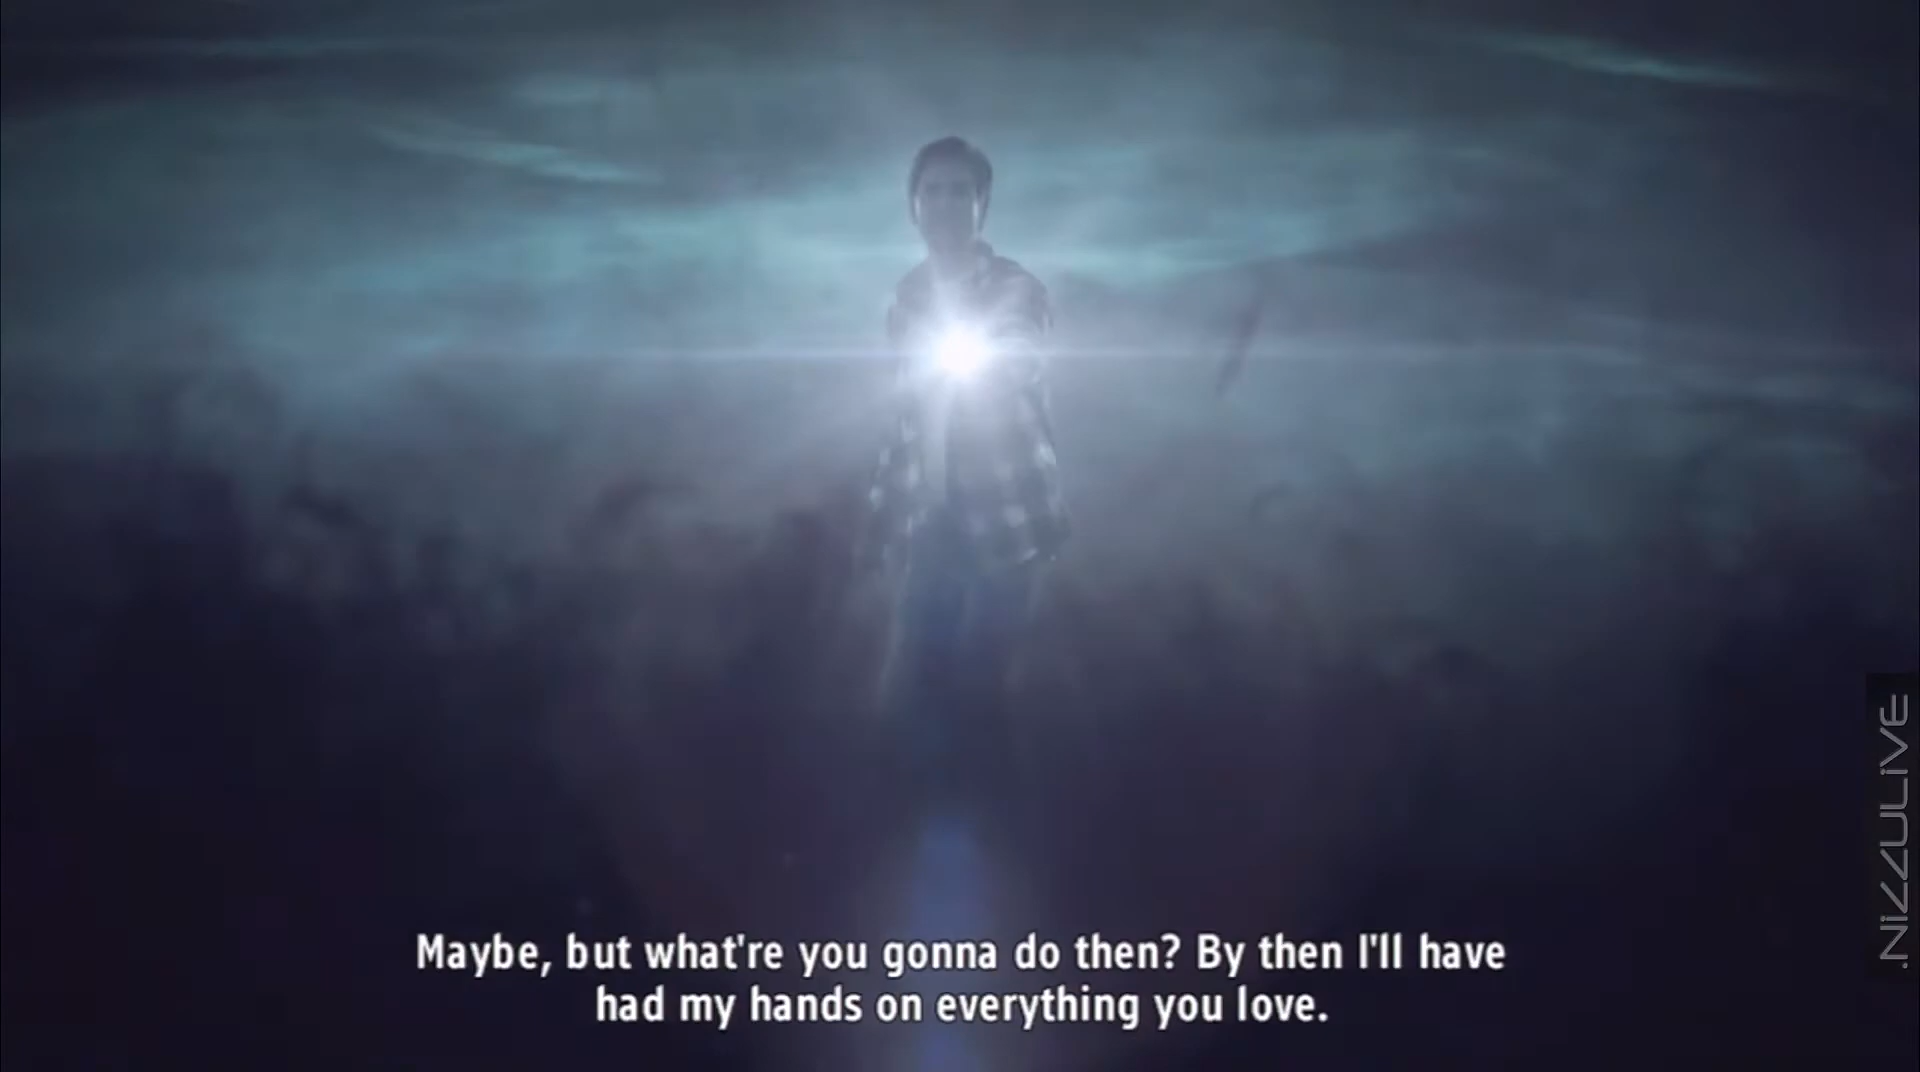 Maybe, but what're you gonna do then? By then I'll have
had my hands on everything you love.
.NIZZULIVE